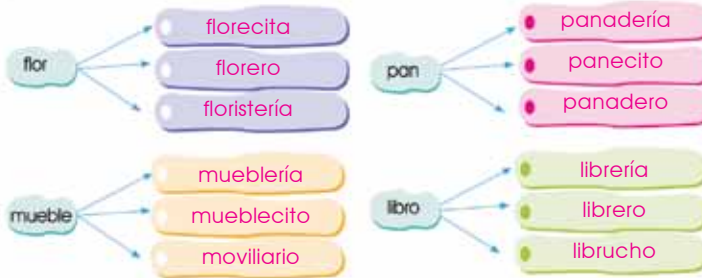 flor
florecita
florero
floristería
pan
panadería
panecito
panadero
mueble
mueblería
mueblecito
moviliario
libro
librería
librero
librucho